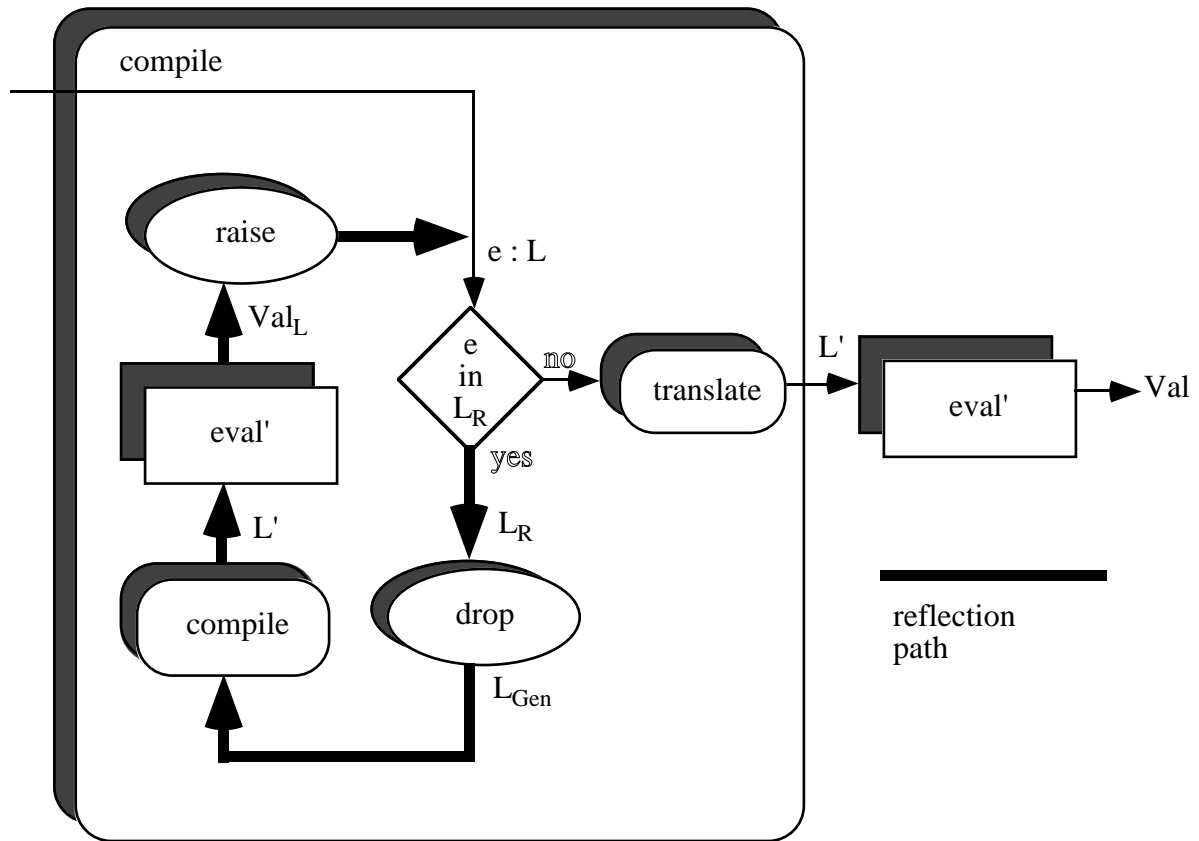 compile
raise
e : L
Val_L
e
in
L_R
no
translate
L'
eval'
Val
eval'
yes
L'
L_R
compile
drop
reflection
path
L_Gen